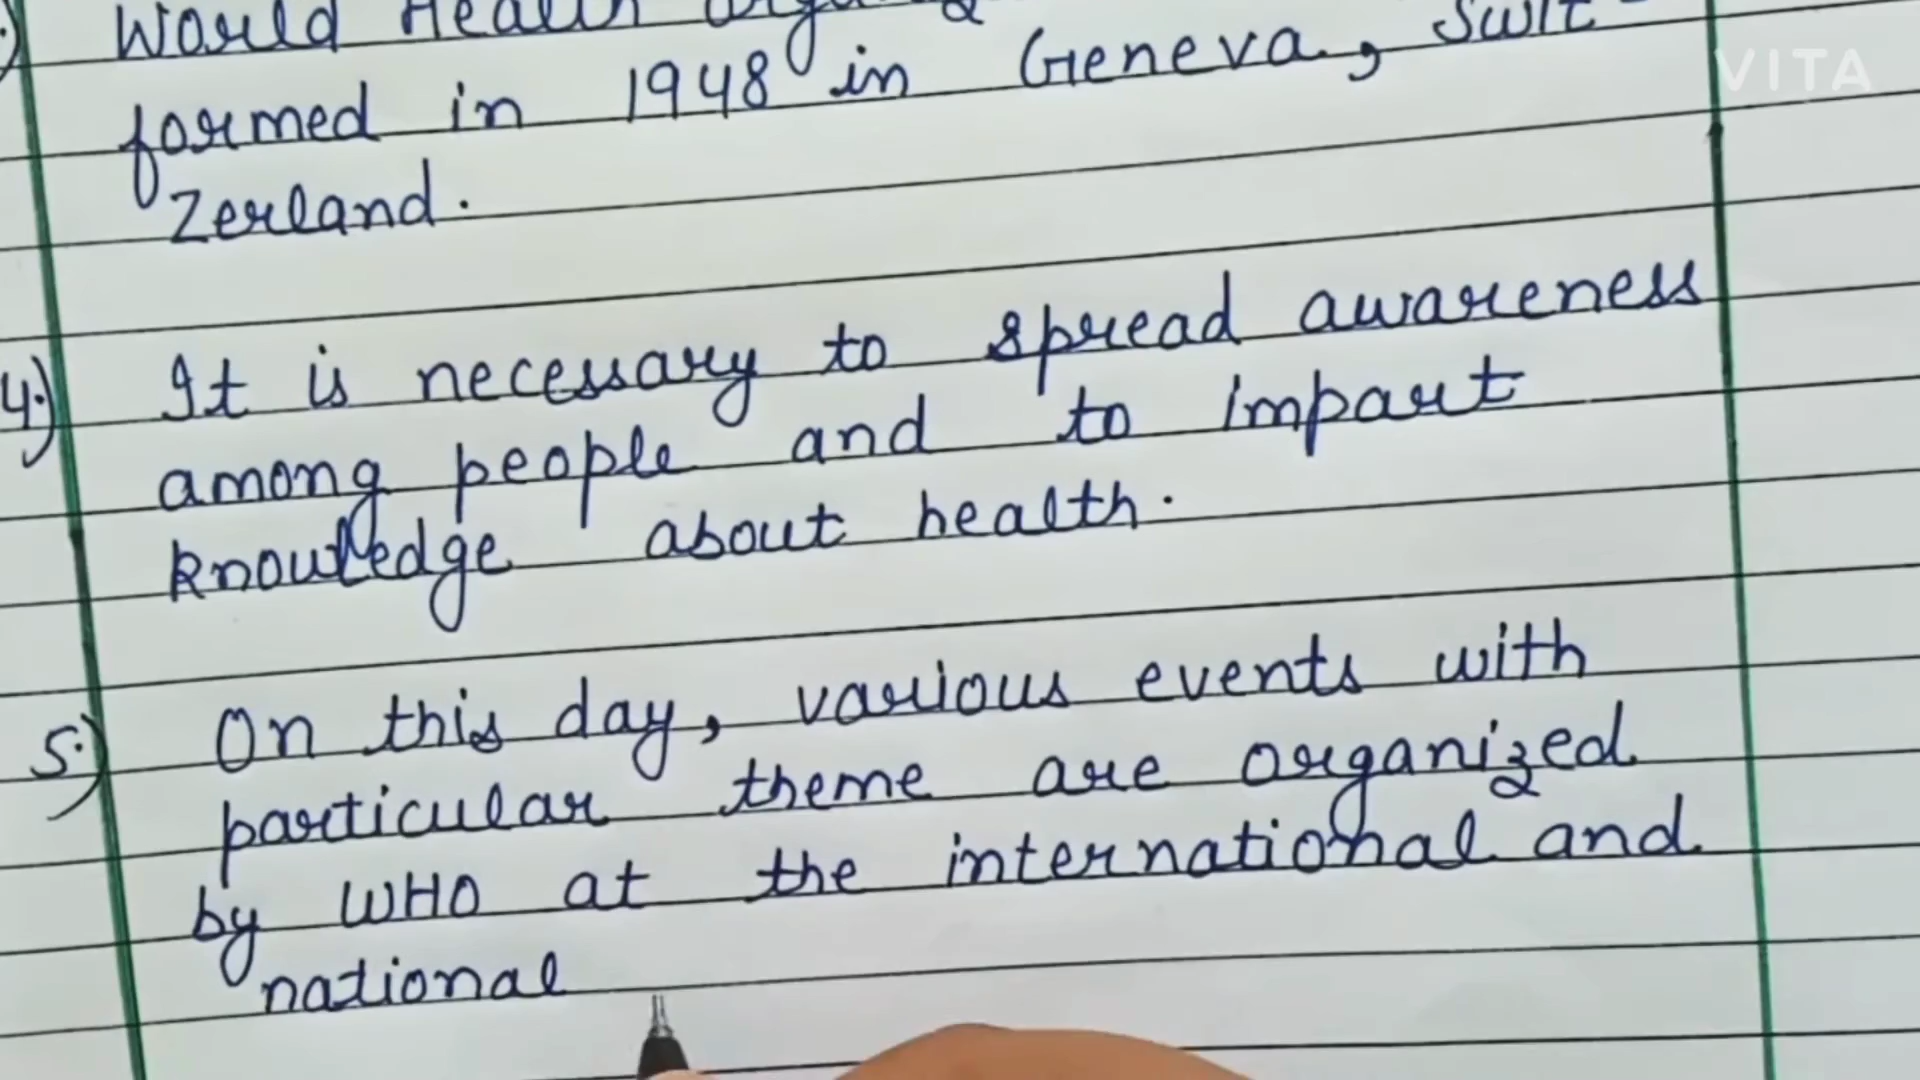 World Health
formed in 1948 in Geneva, Swit-
zerland.
4.) It is necessary to spread awareness
among people and to impart
knowledge about health.
5.) On this day, various events with
particular theme are organized
by WHO at the international and
national
VITA